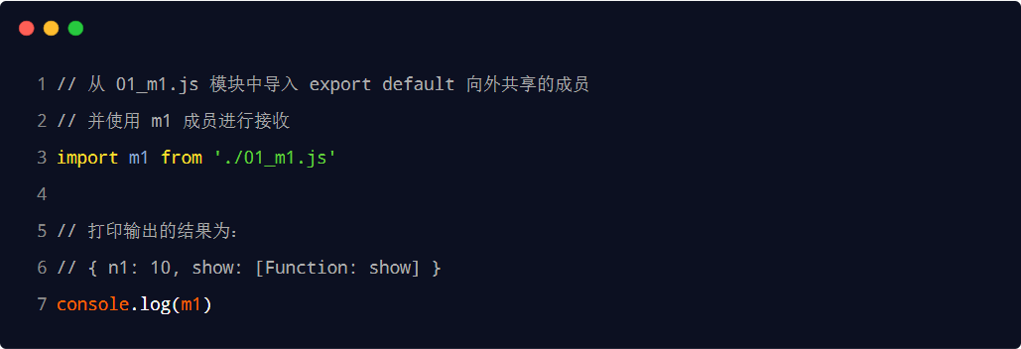 1 // 从 01_m1.js 模块中导入 export default 向外共享的成员
2 // 并使用 m1 成员进行接收
3 import m1 from './01_m1.js'
4
5 // 打印输出的结果为：
6 // { n1: 10, show: [Function: show] }
7 console.log(m1)